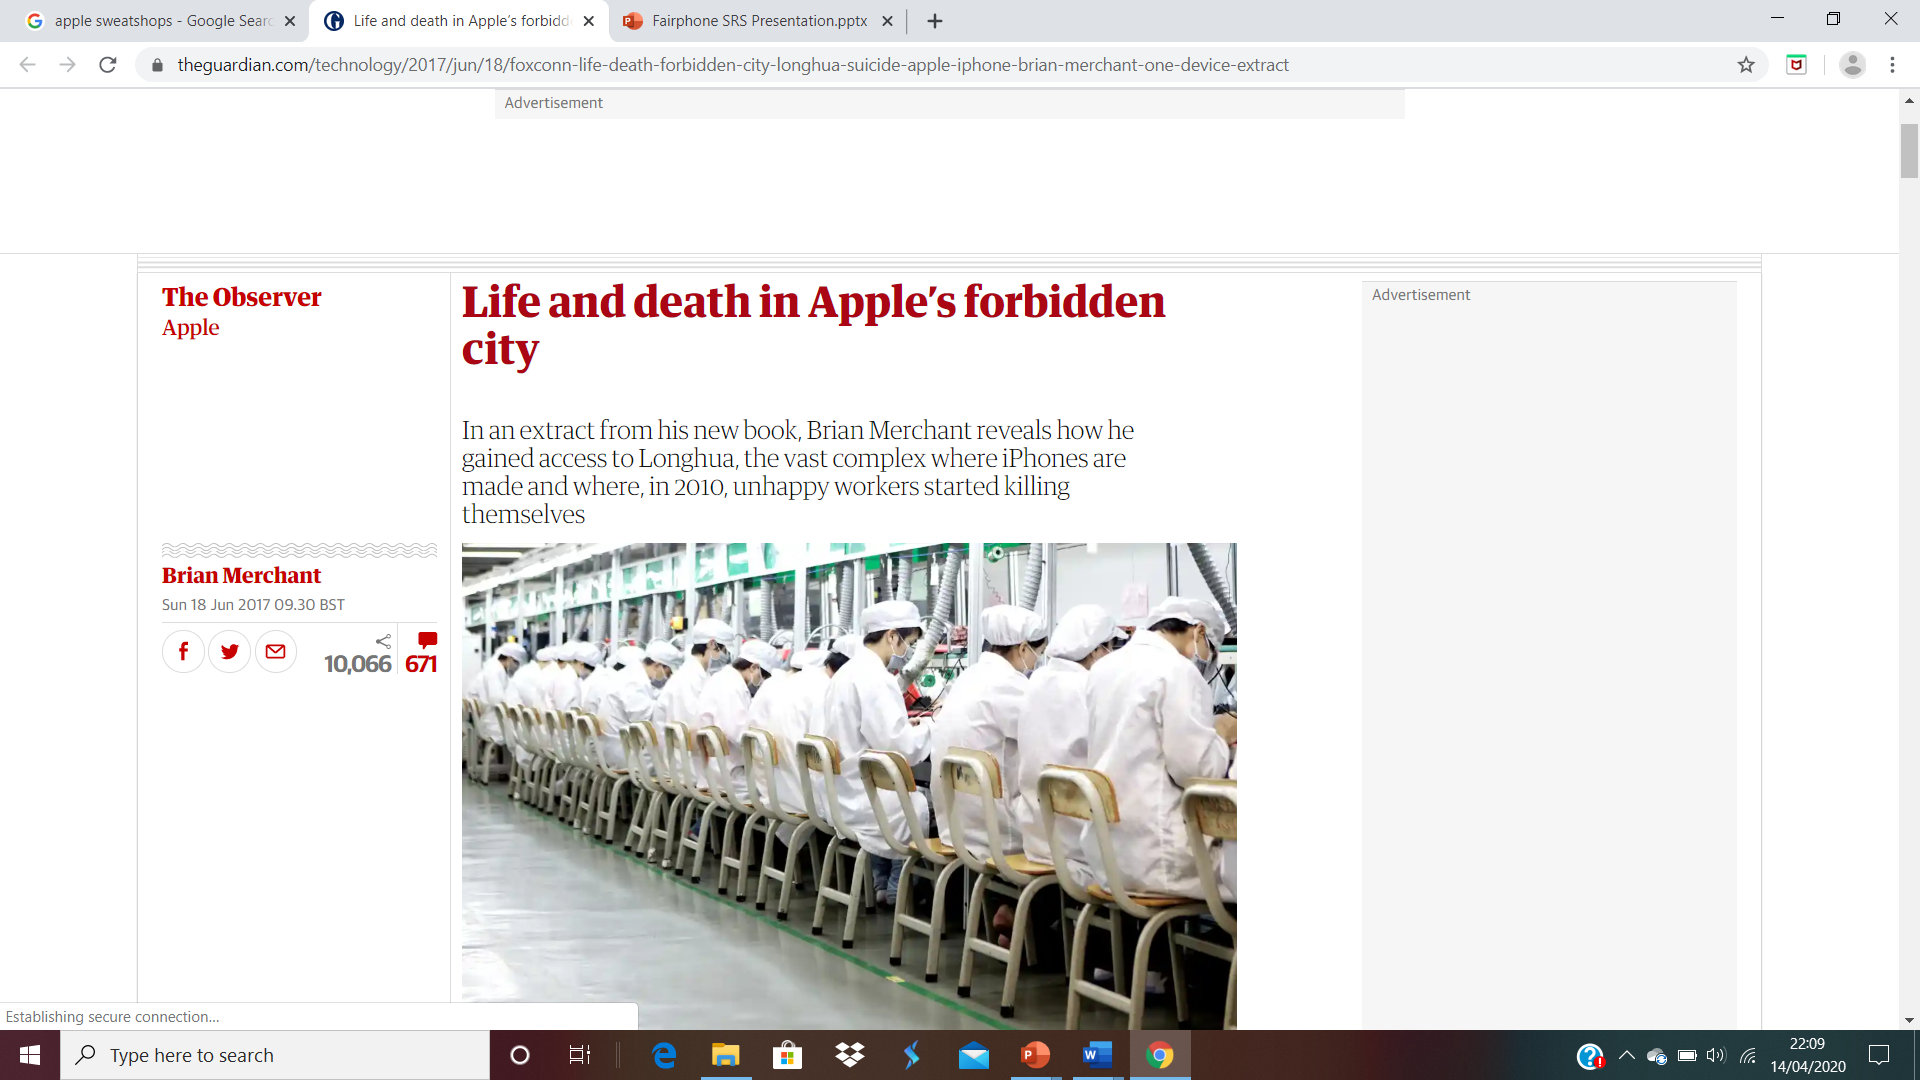 apple sweatshops - Google Searc
Life and death in Apple's forbidd
Fairphone SRS Presentation.pptx
theguardian.com/technology/2017/jun/18/foxconn-life-death-forbidden-city-longhua-suicide-apple-iphone-brian-merchant-one-device-extract
Advertisement
The Observer
Apple
Life and death in Apple's forbidden
city
Advertisement
In an extract from his new book, Brian Merchant reveals how he
gained access to Longhua, the vast complex where iPhones are
made and where, in 2010, unhappy workers started killing
themselves
Brian Merchant
Sun 18 Jun 2017 09.30 BST
10,066
671
Establishing secure connection...
Type here to search
22:09
14/04/2020